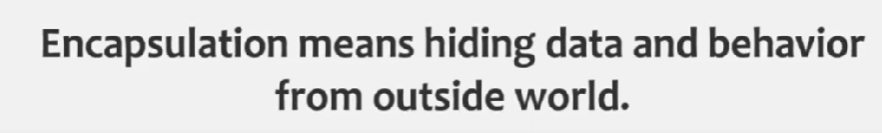 Encapsulation means hiding data and behavior
from outside world.